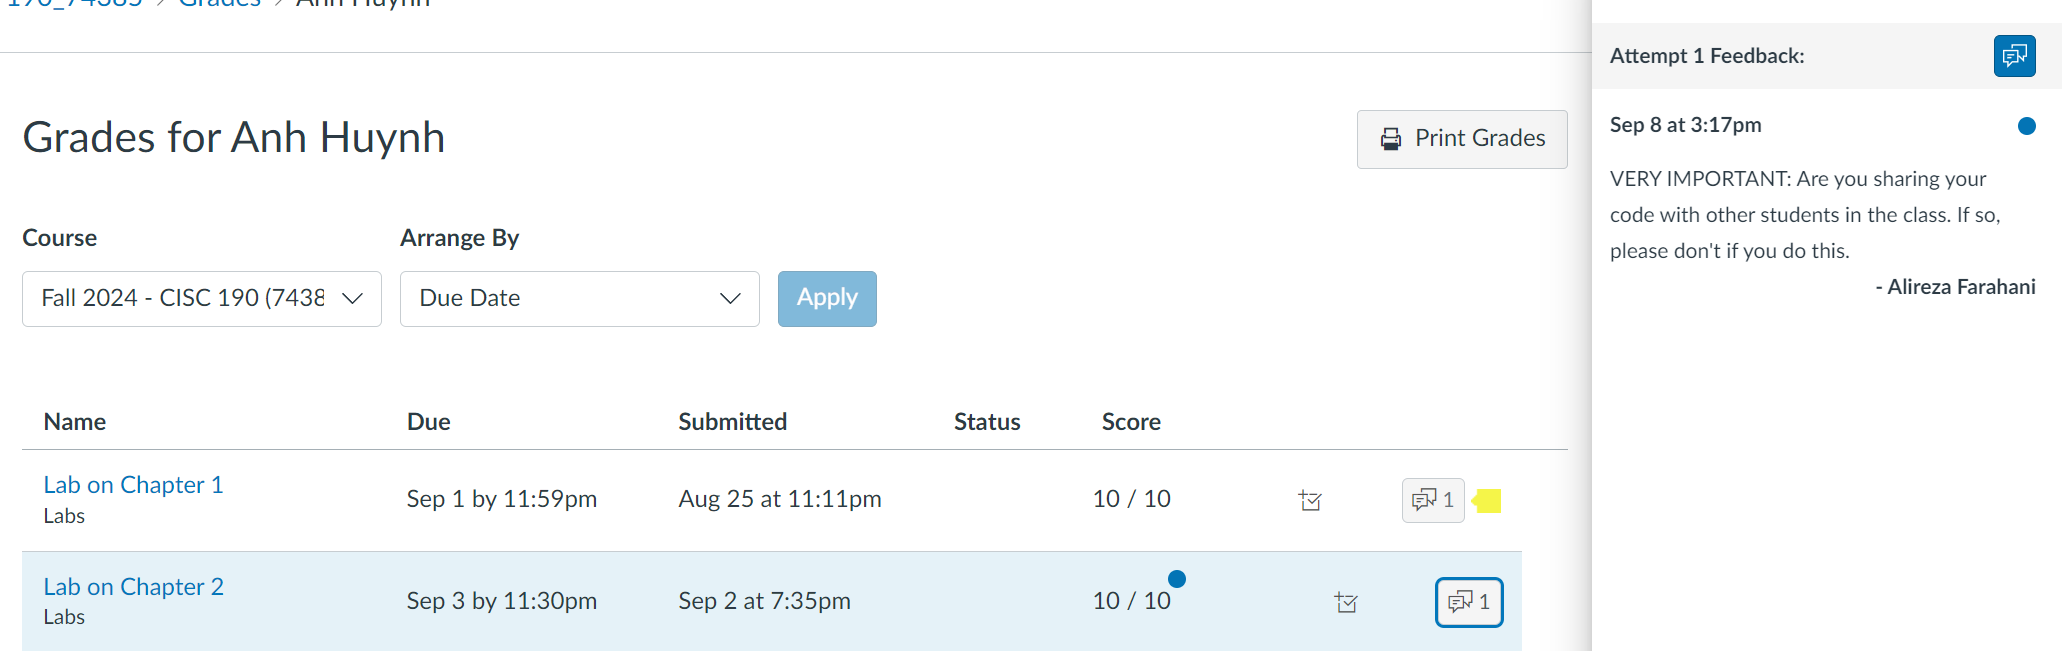 190_74385 > Grades > Anh Huynh
Grades for Anh Huynh
Print Grades
Course
Arrange By
Fall 2024 - CISC 190 (7438
Due Date
Apply
Name Due Submitted Status Score
Lab on Chapter 1
Labs
Sep 1 by 11:59pm
Aug 25 at 11:11pm
10 / 10
1
Lab on Chapter 2
Labs
Sep 3 by 11:30pm
Sep 2 at 7:35pm
10 / 10
1
Attempt 1 Feedback:
Sep 8 at 3:17pm
VERY IMPORTANT: Are you sharing your
code with other students in the class. If so,
please don't if you do this.
- Alireza Farahani